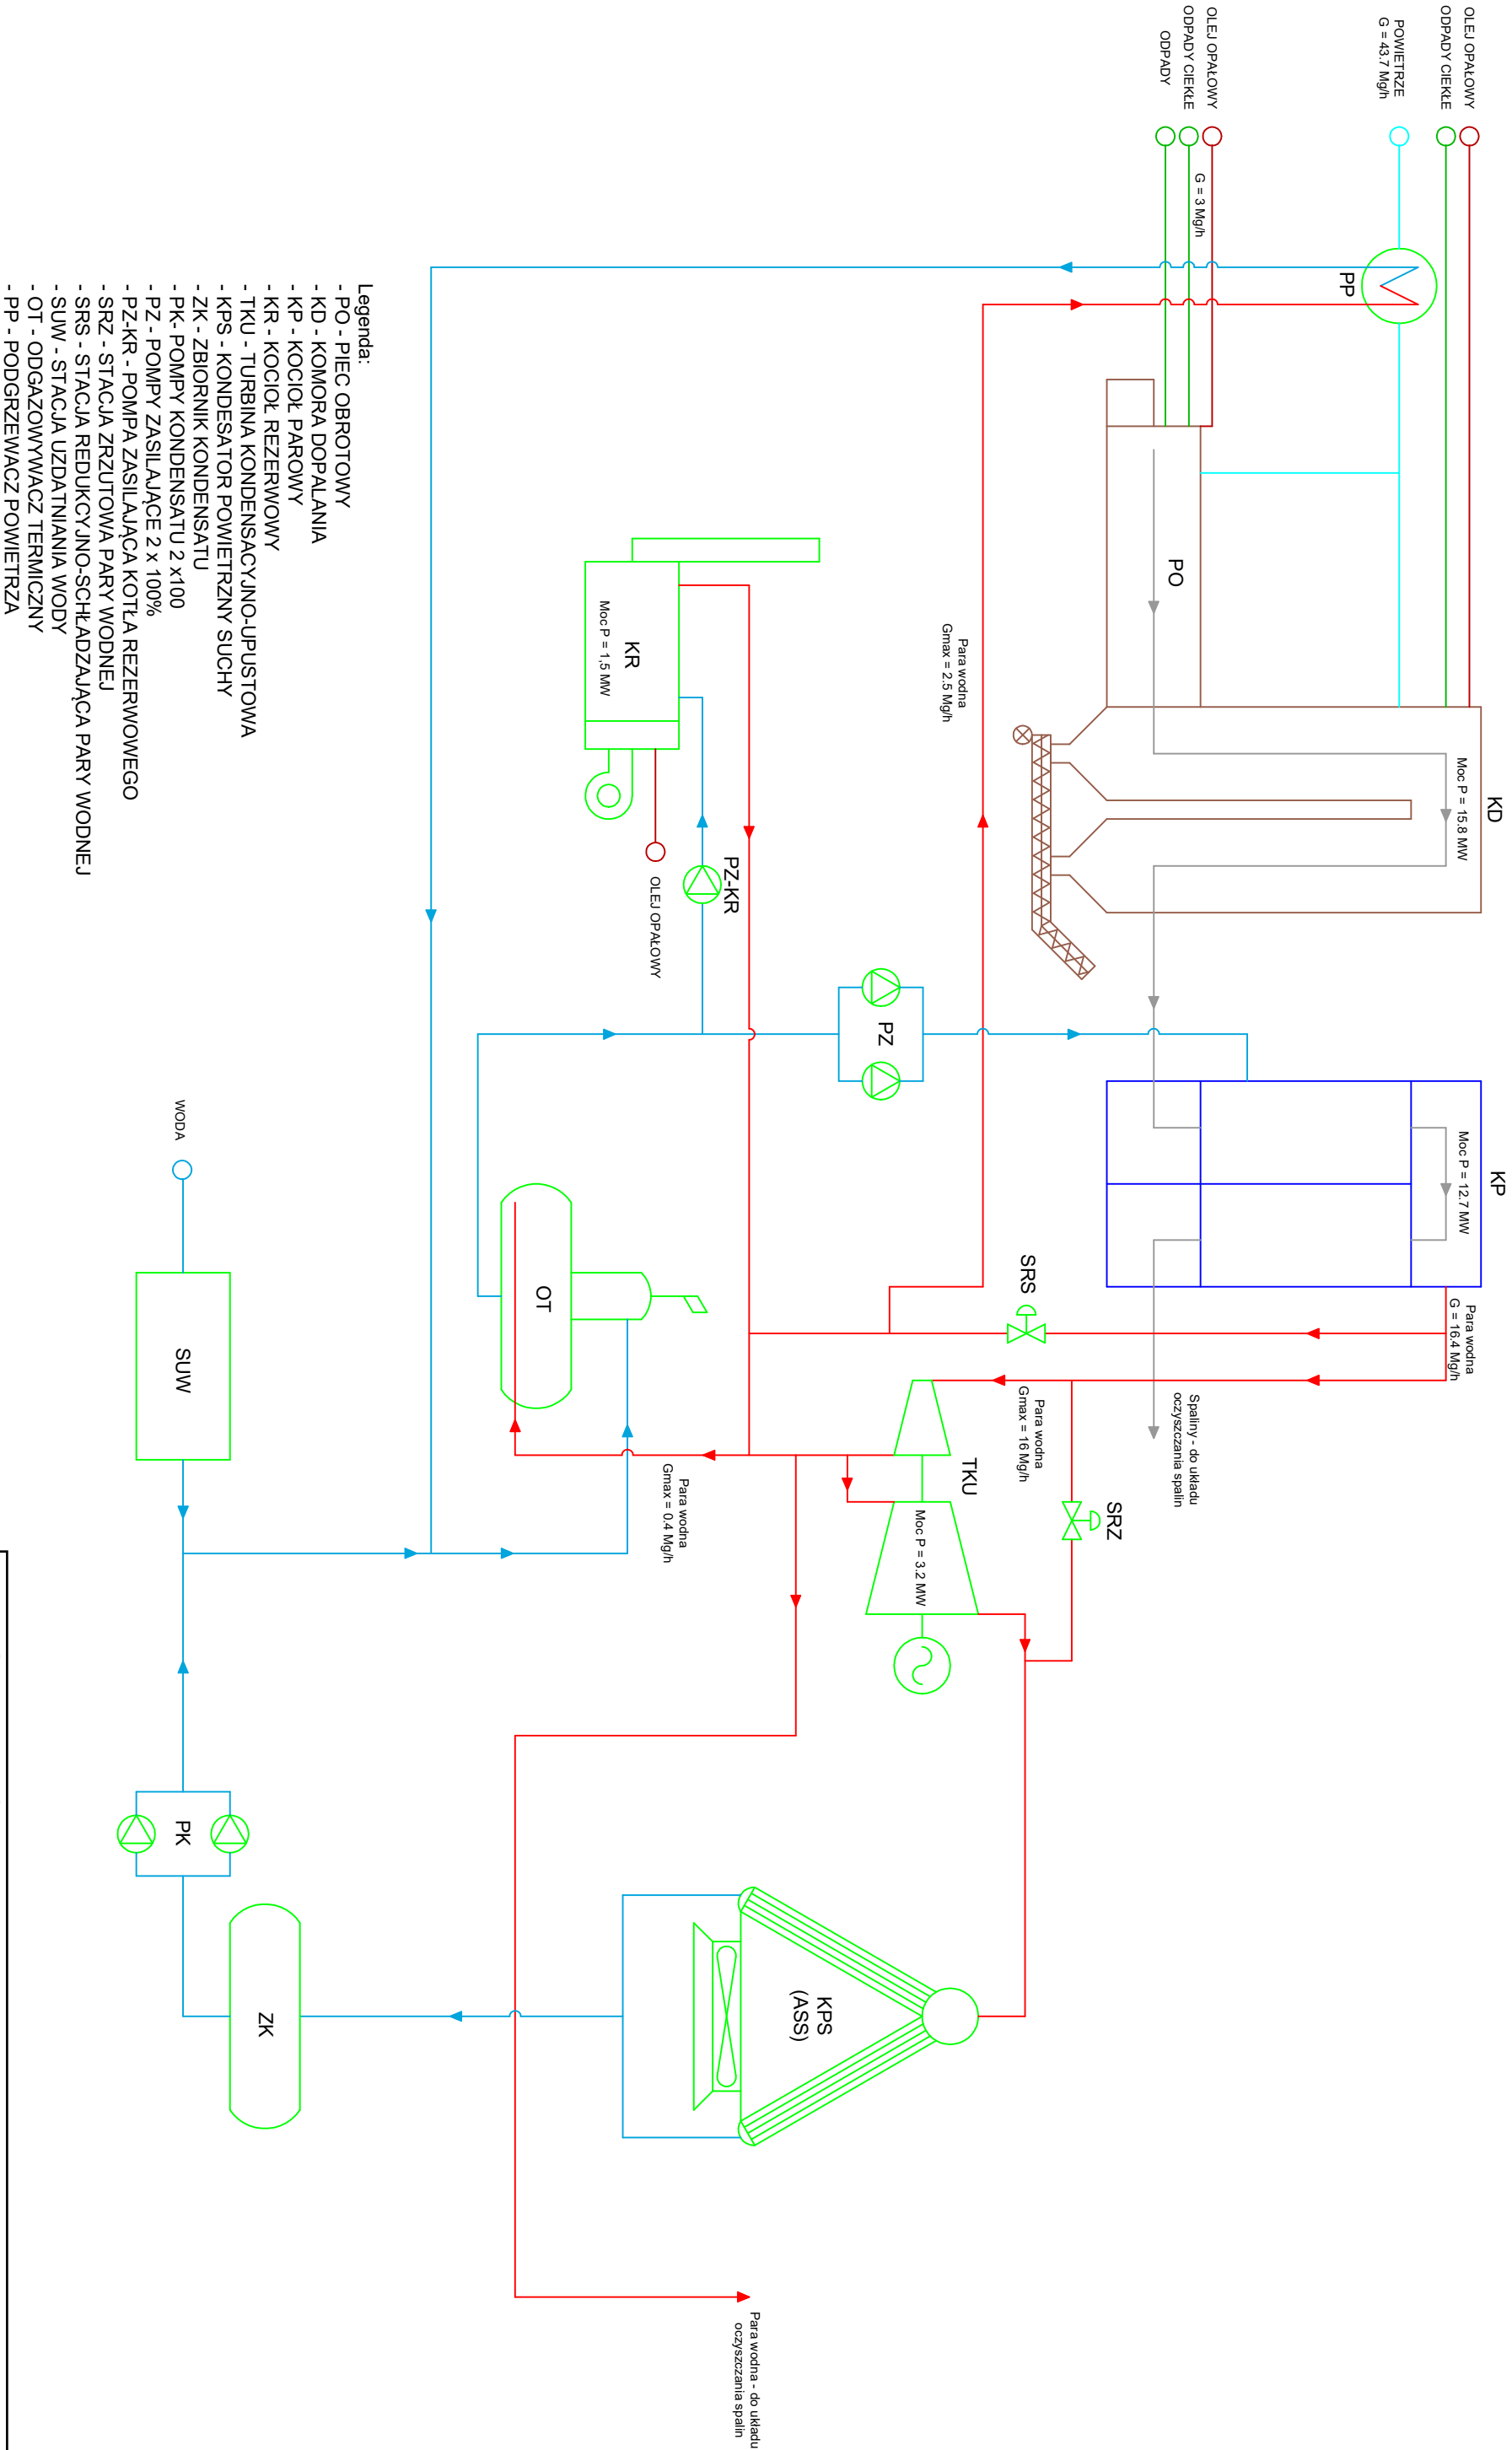 OLEJ OPAŁOWY
ODPADY CIEKŁE
POWIETRZE
G = 43.7 Mg/h
OLEJ OPAŁOWY
ODPADY CIEKŁE
ODPADY
G = 3 Mg/h
PP
PO
KD
Moc P = 15.8 MW
KP
Moc P = 12.7 MW
Para wodna
G = 16.4 Mg/h
Spaliny - do układu
oczyszczania spalin
Para wodna
Gmax = 2.5 Mg/h
SRS
Para wodna
Gmax = 16 Mg/h
SRZ
TKU
Moc P = 3.2 MW
PZ
PZ-KR
KR
Moc P = 1,5 MW
OLEJ OPAŁOWY
OT
Para wodna
Gmax = 0.4 Mg/h
KPS
(ASS)
Para wodna - do układu
oczyszczania spalin
WODA
SUW
PK
ZK
Legenda:
- PO - PIEC OBROTOWY
- KD - KOMORA DOPALANIA
- KP - KOCIOŁ PAROWY
- KR - KOCIOŁ REZERWOWY
- TKU - TURBINA KONDENSACYJNO-UPUSTOWA
- KPS - KONDESATOR POWIETRZNY SUCHY
- ZK - ZBIORNIK KONDENSATU
- PK- POMPY KONDENSATU 2 x100
- PZ - POMPY ZASILAJĄCE 2 x 100%
- PZ-KR - POMPA ZASILAJĄCA KOTŁA REZERWOWEGO
- SRZ - STACJA ZRZUTOWA PARY WODNEJ
- SRS - STACJA REDUKCYJNO-SCHŁADZAJĄCA PARY WODNEJ
- SUW - STACJA UZDATNIANIA WODY
- OT - ODGAZOWYWACZ TERMICZNY
- PP - PODGRZEWACZ POWIETRZA